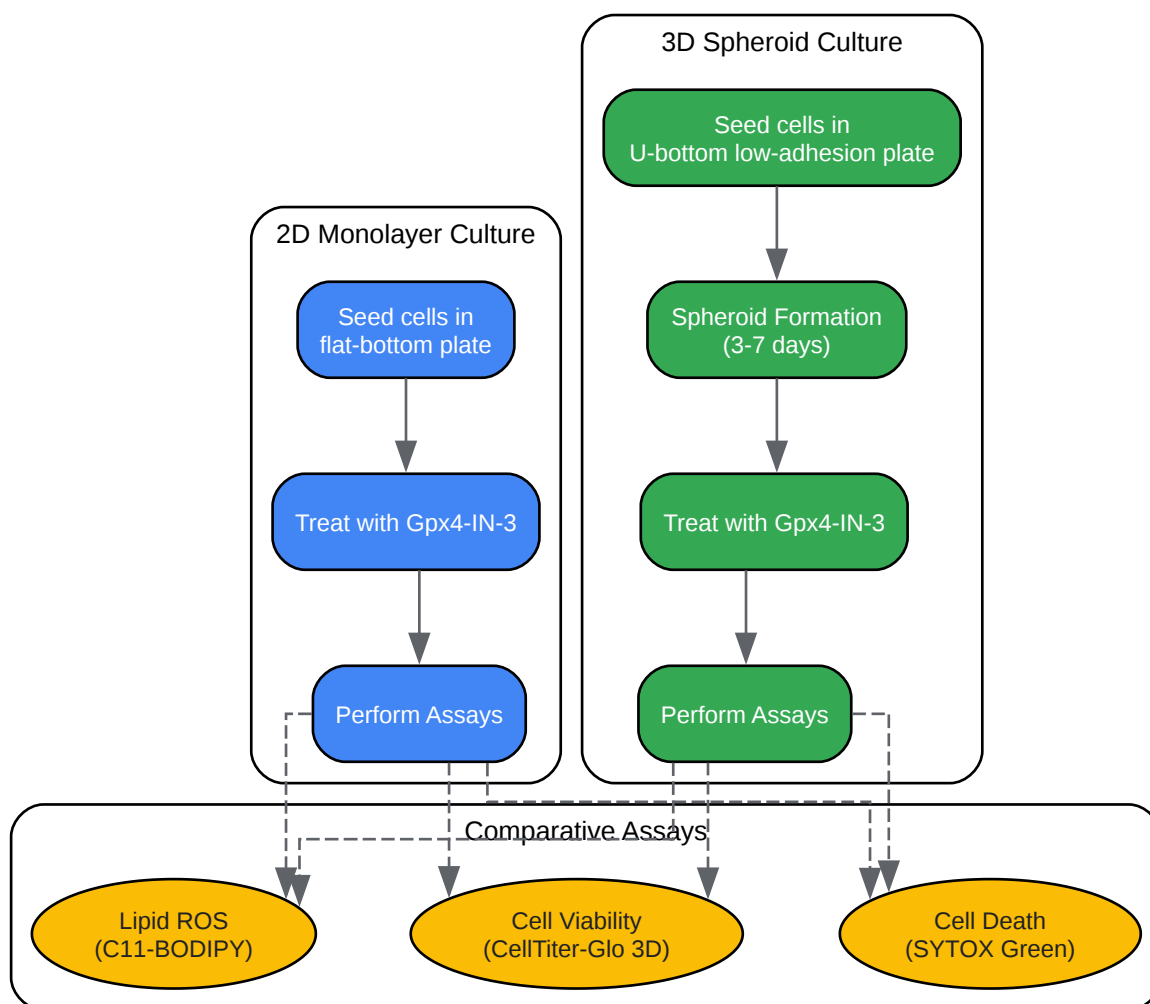 3D Spheroid Culture
Seed cells in
U-bottom low-adhesion plate
Spheroid Formation
(3-7 days)
Treat with Gpx4-IN-3
Perform Assays
2D Monolayer Culture
Seed cells in
flat-bottom plate
Treat with Gpx4-IN-3
Perform Assays
Comparative Assays
Lipid ROS
(C11-BODIPY)
Cell Viability
(CellTiter-Glo 3D)
Cell Death
(SYTOX Green)